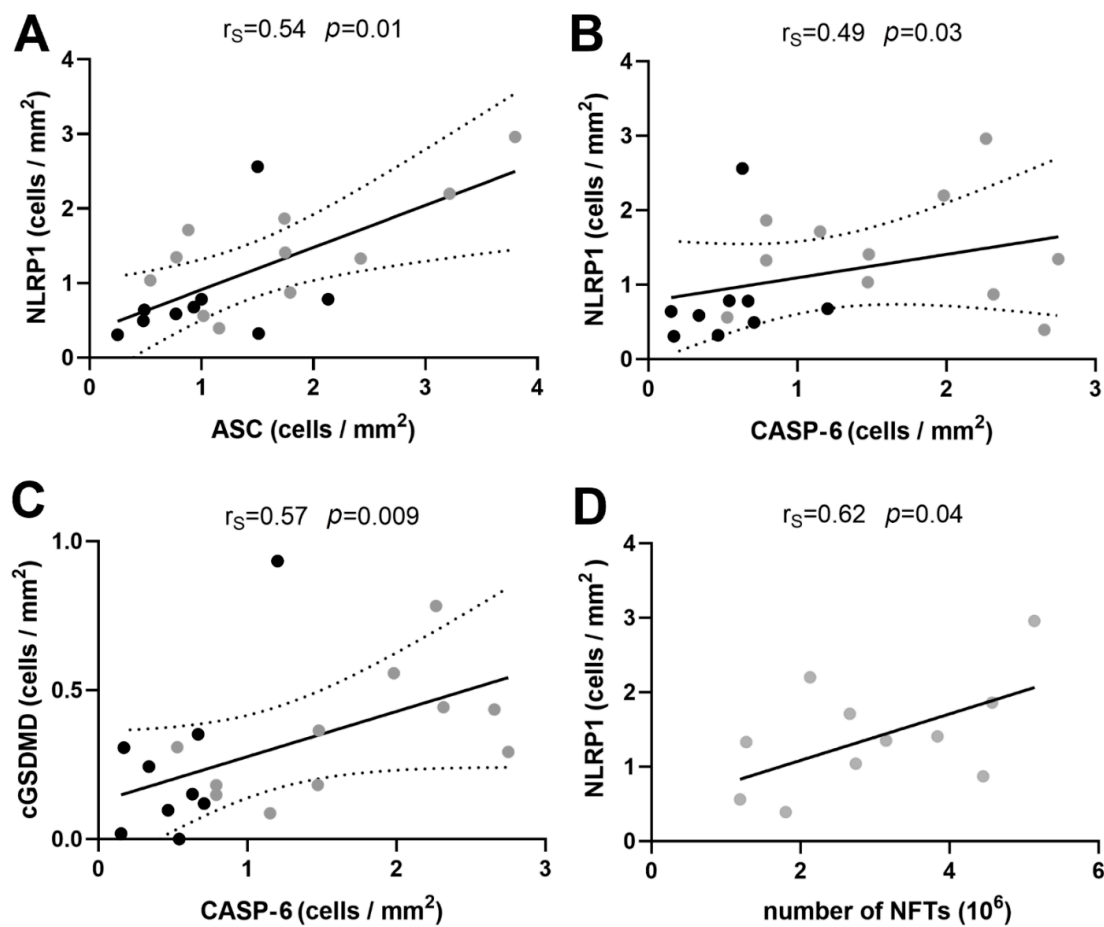 A
r_S=0.54 p=0.01
NLRP1 (cells / mm²)
4
3
2
1
0
0 1 2 3 4
ASC (cells / mm²)
B
r_S=0.49 p=0.03
NLRP1 (cells / mm²)
4
3
2
1
0
0 1 2 3
CASP-6 (cells / mm²)
C
r_S=0.57 p=0.009
cGSDMD (cells / mm²)
1.0
0.5
0.0
0 1 2 3
CASP-6 (cells / mm²)
D
r_S=0.62 p=0.04
NLRP1 (cells / mm²)
4
3
2
1
0
0 2 4 6
number of NFTs (10⁶)